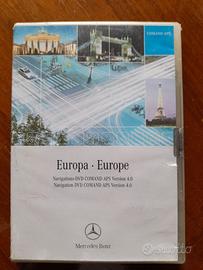 COMAND APS
Europa · Europe
Navigations-DVD COMAND APS Version 4.0
Navigation DVD COMAND APS Version 4.0
Mercedes-Benz
subito